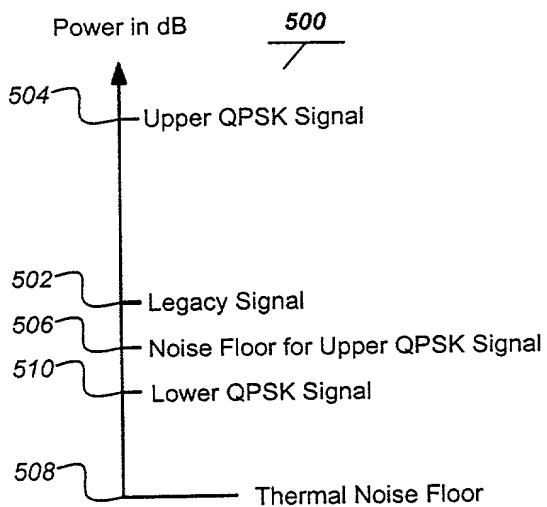 Power in dB
500
504
Upper QPSK Signal
502
Legacy Signal
506
Noise Floor for Upper QPSK Signal
510
Lower QPSK Signal
508
Thermal Noise Floor